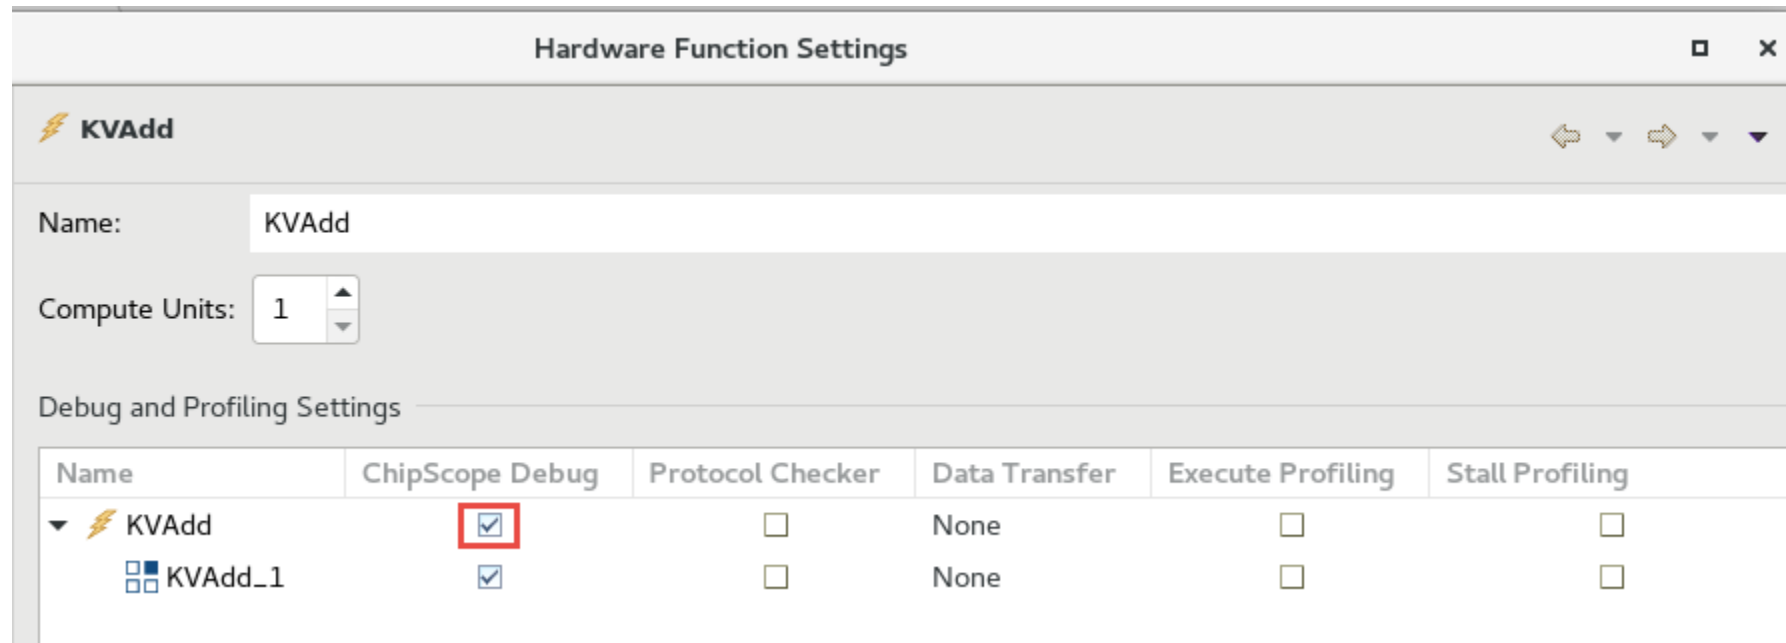 Hardware Function Settings
KVAdd
Name: KVAdd
Compute Units: 1
Debug and Profiling Settings
Name ChipScope Debug Protocol Checker Data Transfer Execute Profiling Stall Profiling
KVAdd None
KVAdd_1 None